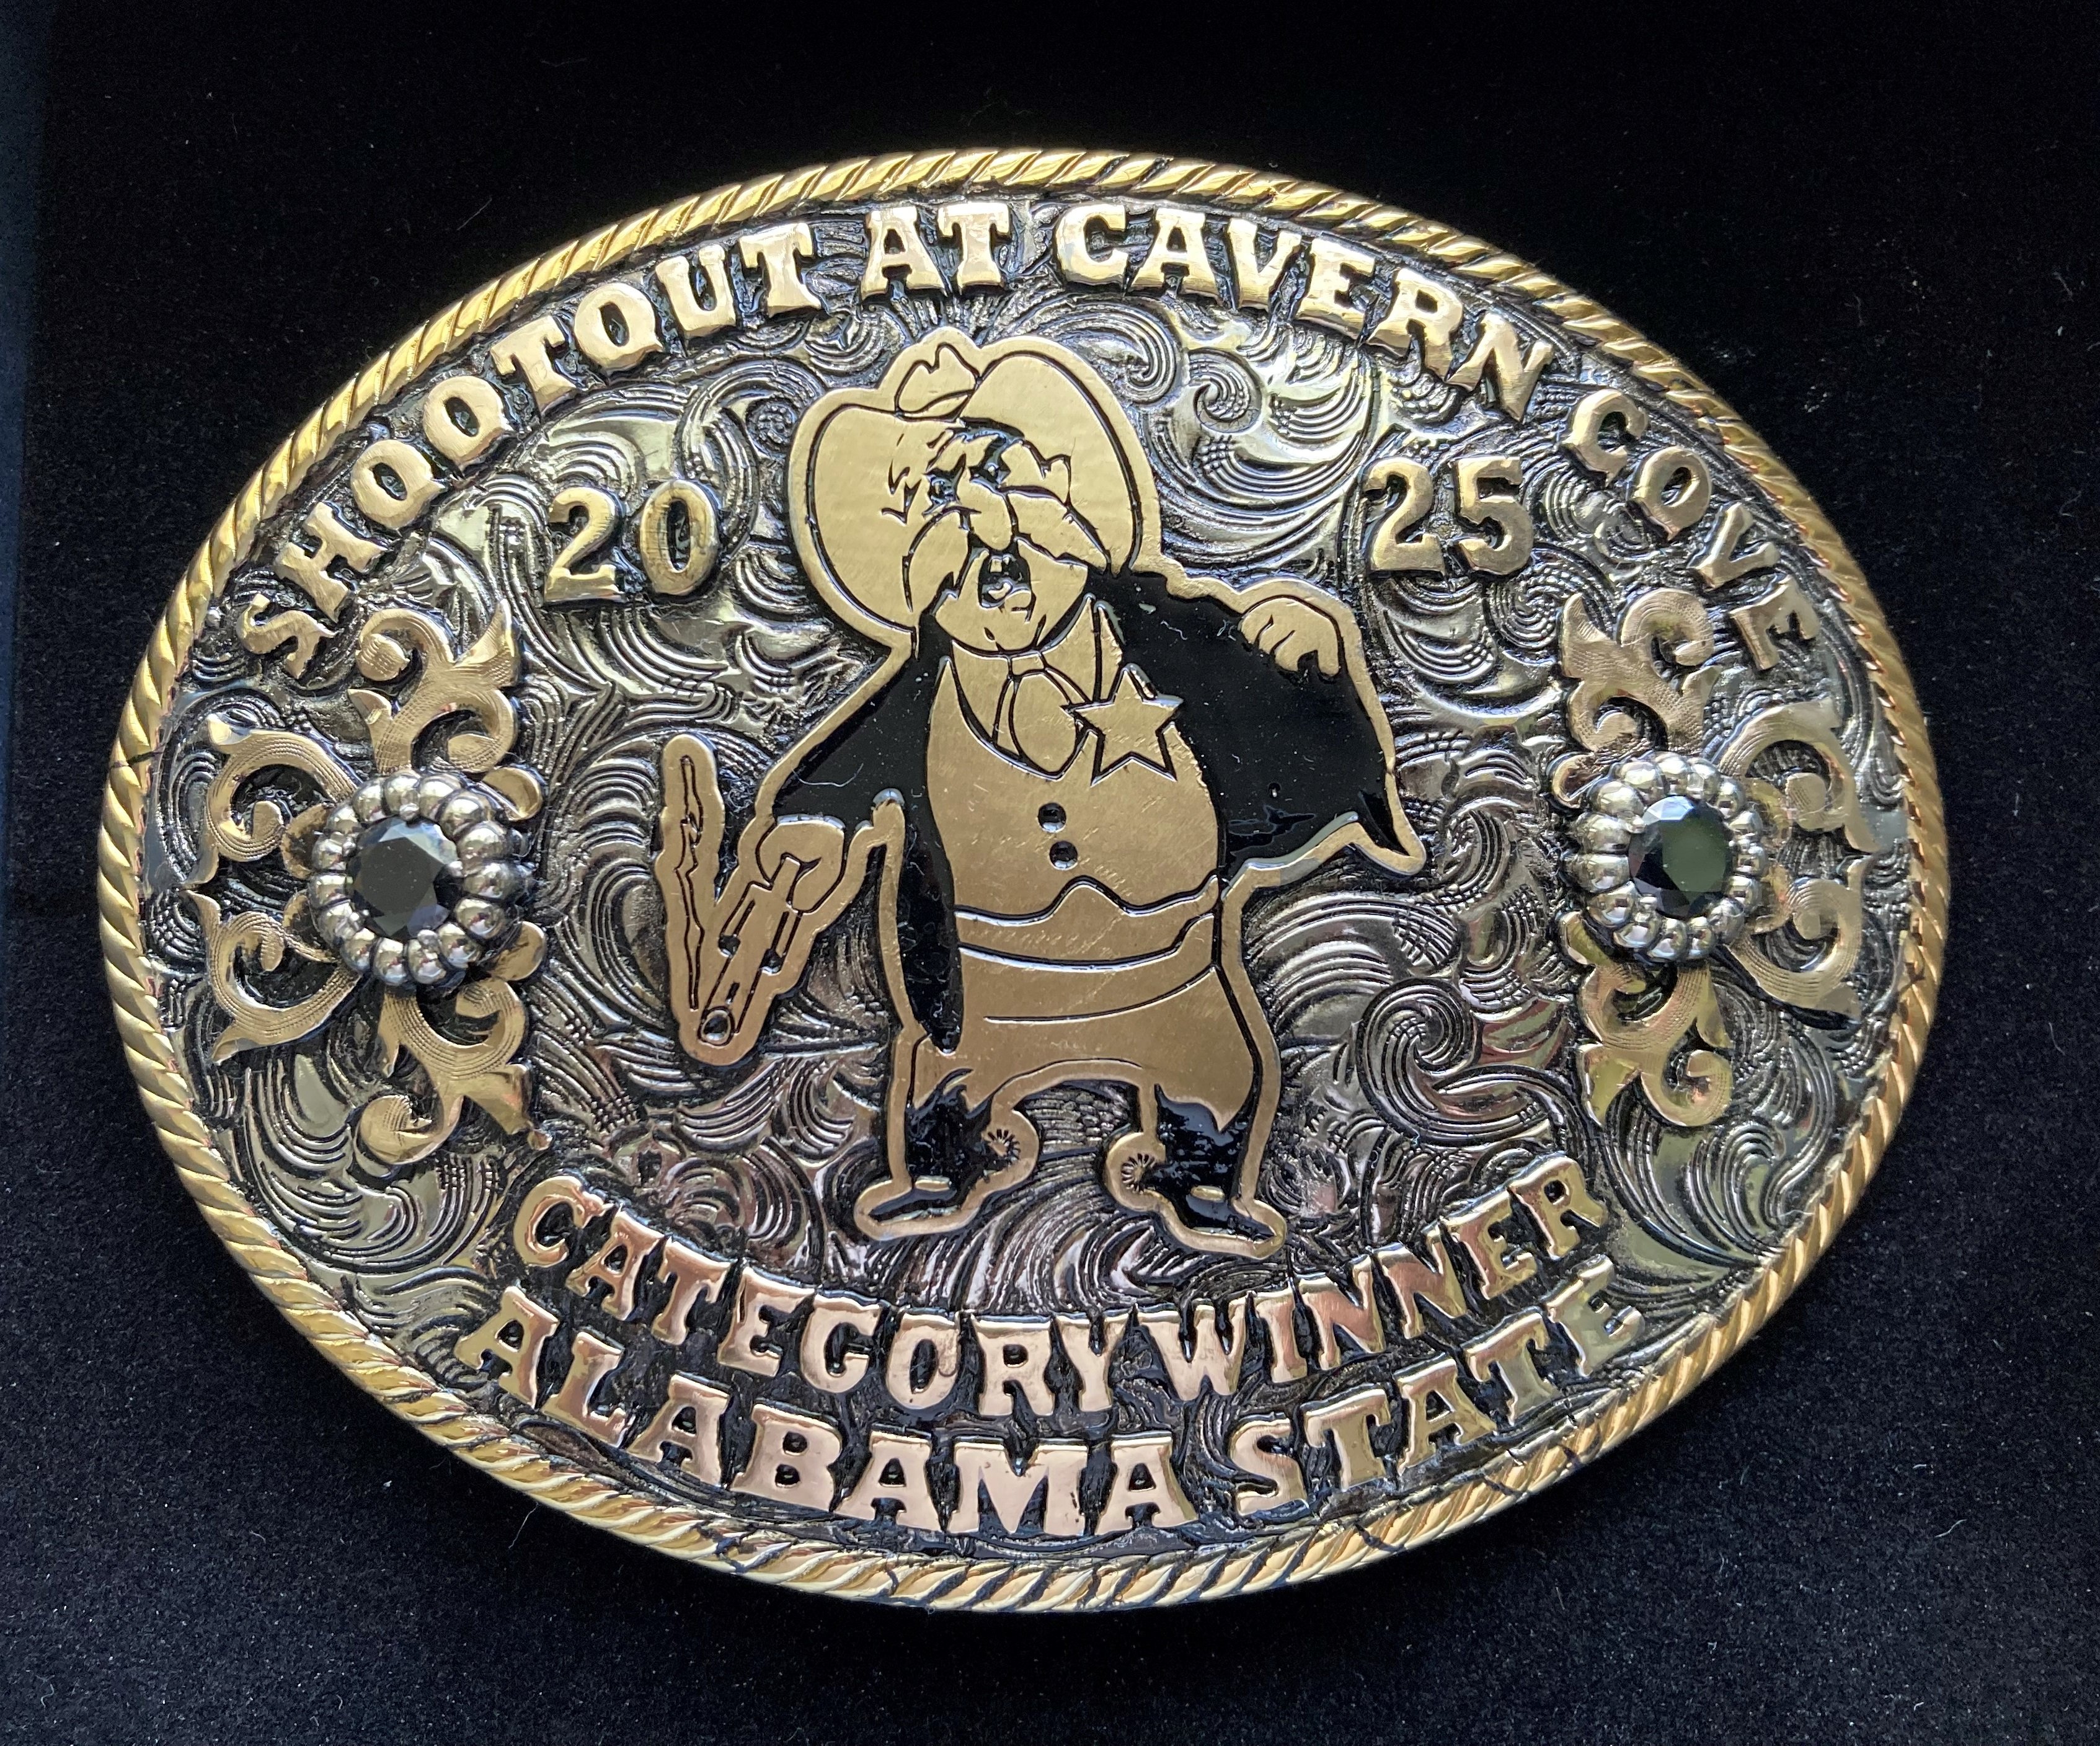 SHOOTOUT AT CAVERN COVE
20 25
CATEGORY WINNER
ALABAMA STATE